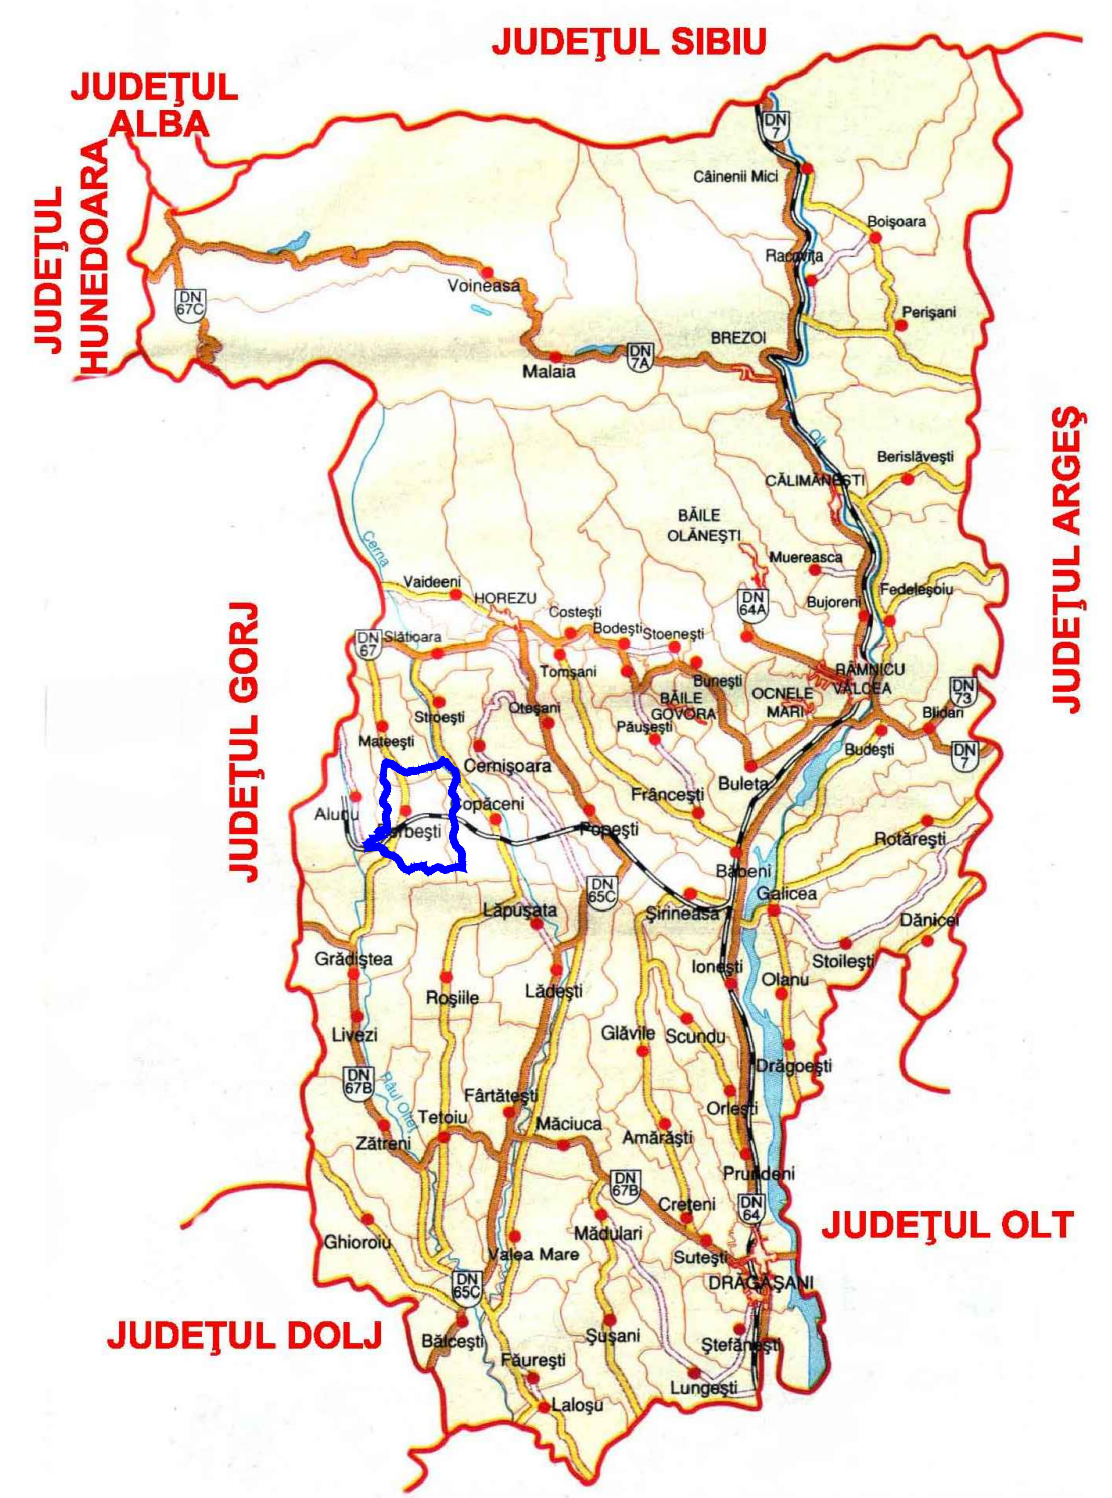 JUDEŢUL SIBIU
JUDEŢUL
ALBA
JUDEŢUL
HUNEDOARA
DN
7
Câinenii Mici
Boişoara
Racoviţa
Voineasa
DN
67C
Perişani
BREZOI
Malaia
DN
7A
Olt
Berislăveşti
CĂLIMĂNEŞTI
JUDEŢUL ARGEŞ
BĂILE
OLĂNEŞTI
Cerna
Muereasca
Vaideeni
Fedeleşoiu
HOREZU
DN
64A
Bujoreni
Costeşti
Bodeşti
Stoeneşti
DN
67
Slătioara
JUDEŢUL GORJ
Tomşani
Buneşti
RÂMNICU
VÂLCEA
DN
73
OCNELE
MARI
BĂILE
GOVORA
Oteşani
Stroeşti
Blidari
Păuşeşti
Mateeşti
Budeşti
DN
7
Cernişoara
Buleta
Frânceşti
Copăceni
Alunu
Popeşti
Rotăreşti
Băbeni
DN
65C
Galicea
Lăpuşata
Şirineasa
Dănicei
Grădiştea
Ioneşti
Stoileşti
Olanu
Roşiile
Lădeşti
Livezi
Glăvile
Scundu
Drăgoeşti
DN
67B
Râul Olteţ
Fârtăţeşti
Orleşti
Tetoiu
Măciuca
Amărăşti
Zătreni
Prundeni
DN
67B
Creţeni
DN
64
JUDEŢUL OLT
Mădulari
Ghioroiu
Valea Mare
Suteşti
DN
65C
DRĂGĂŞANI
JUDEŢUL DOLJ
Bălceşti
Şuşani
Ştefăneşti
Făureşti
Lungeşti
Laloşu